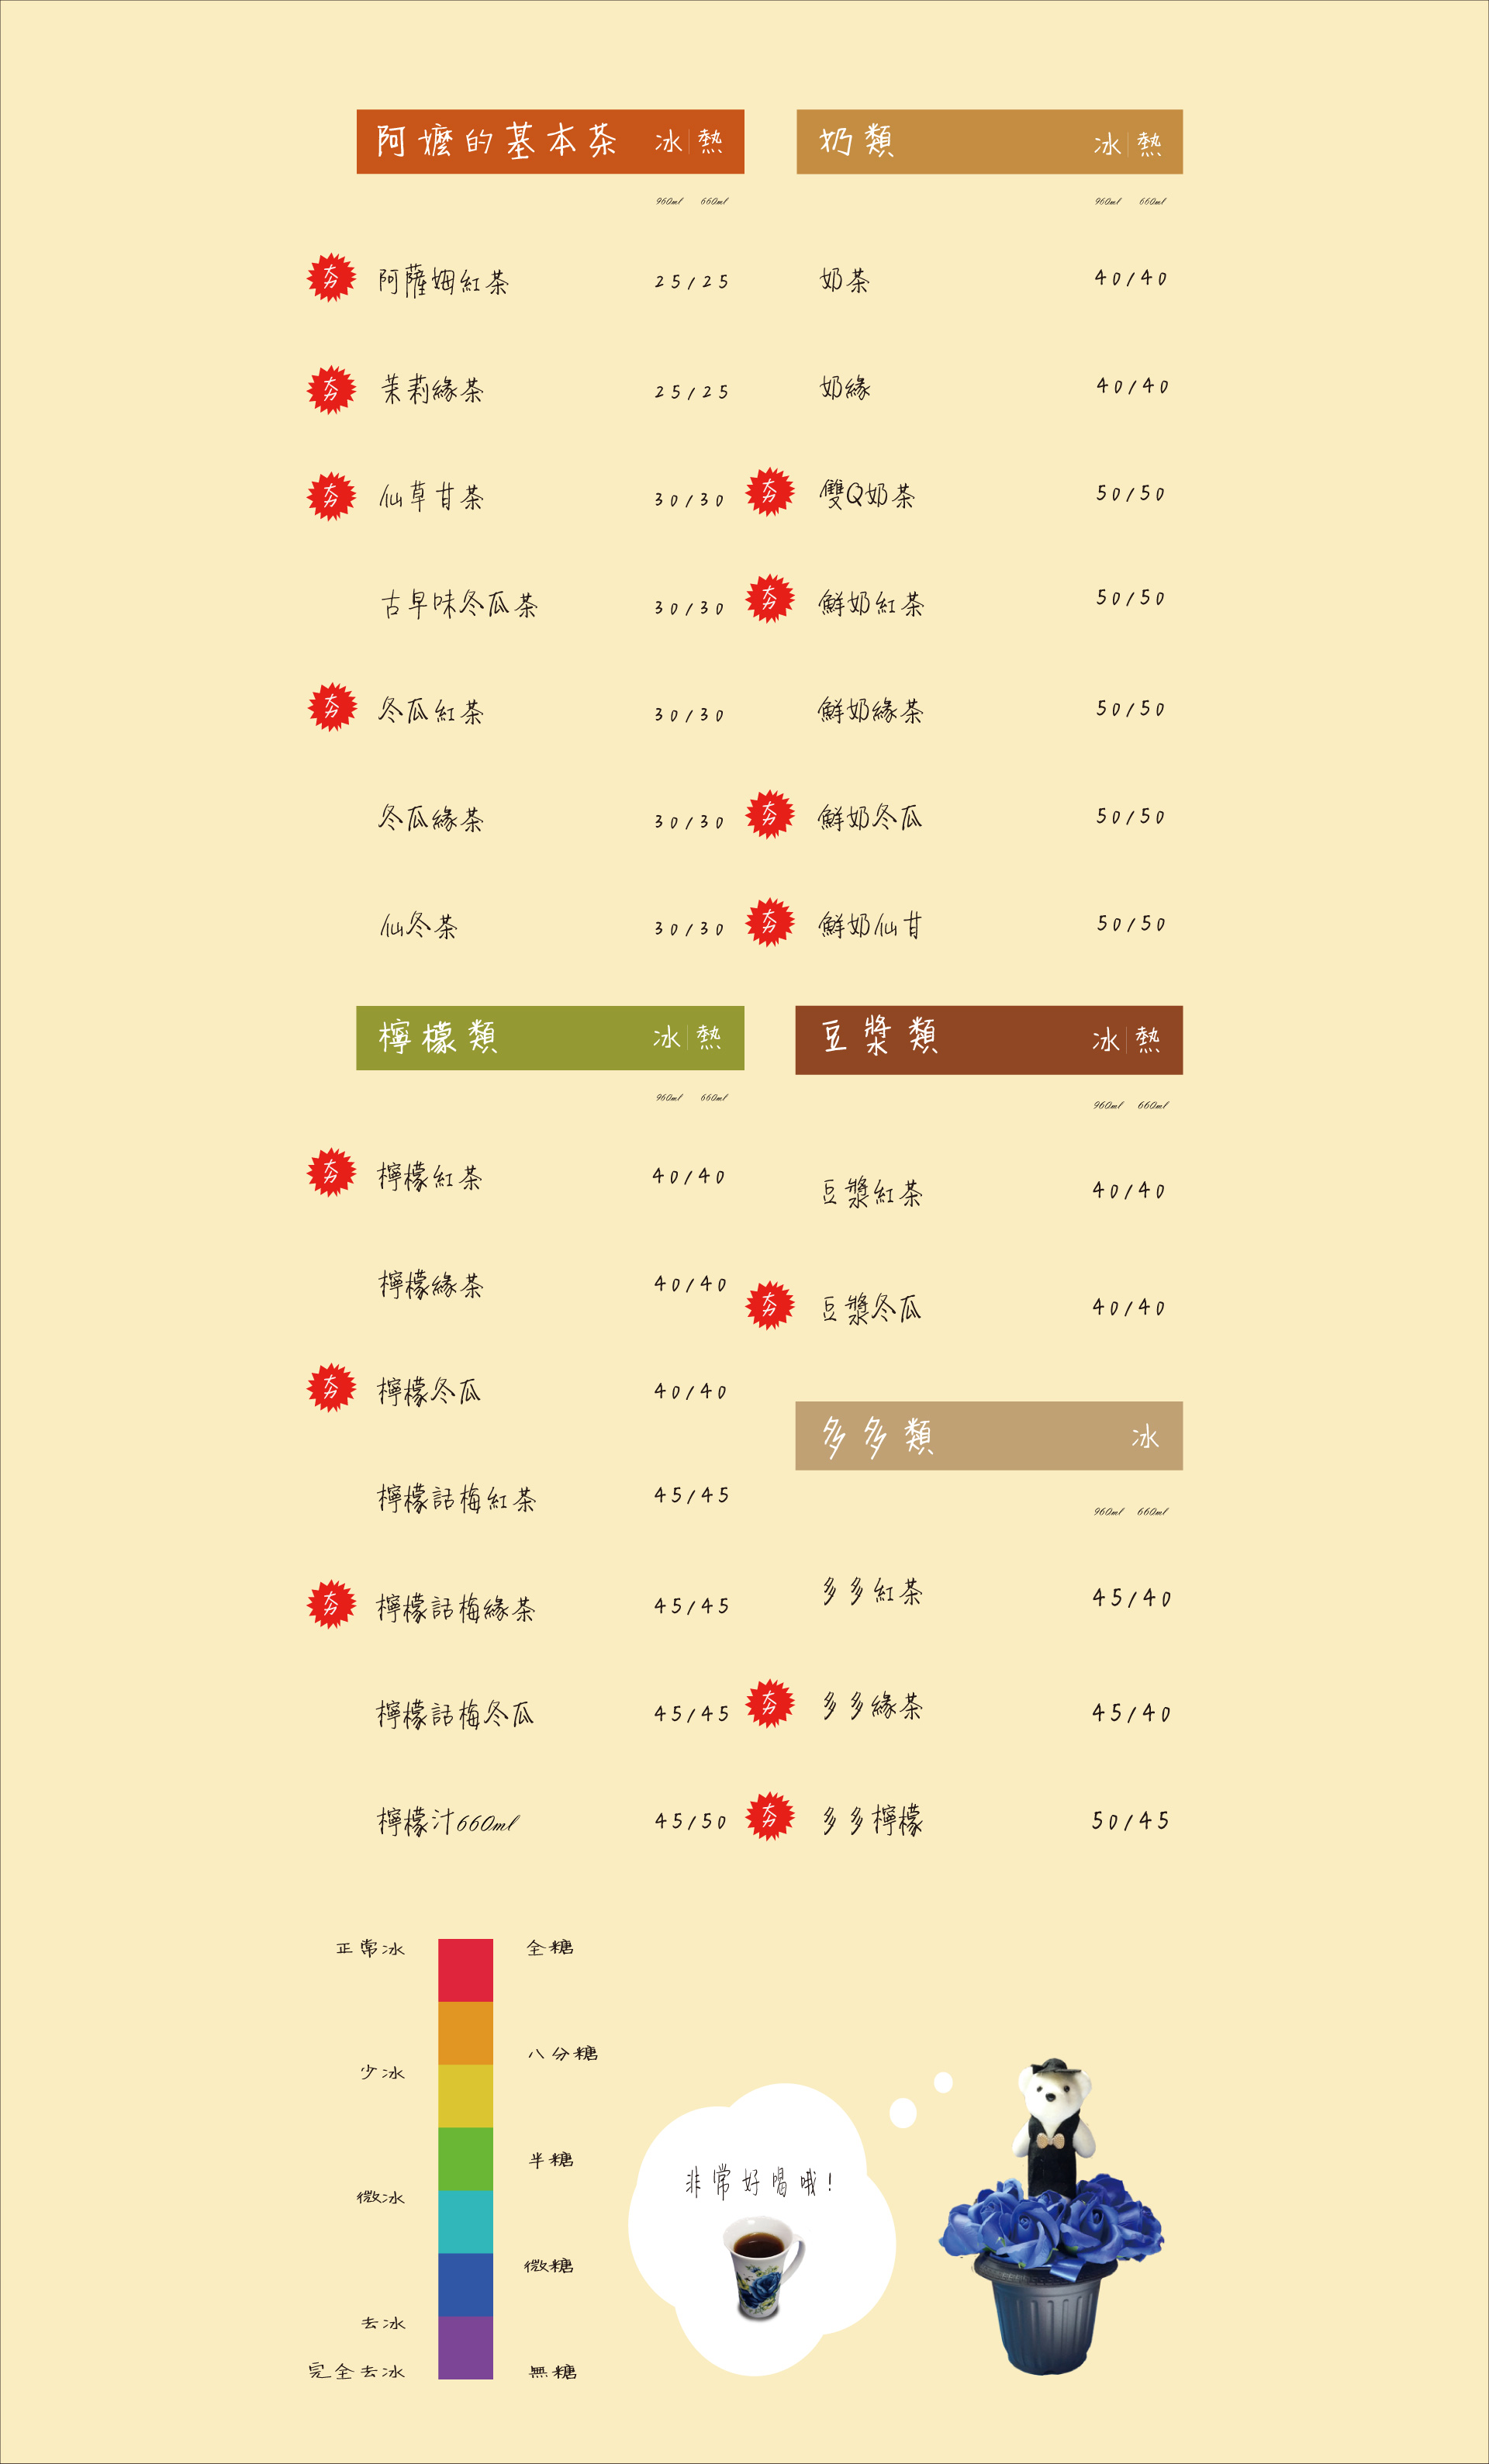 阿嬤的基本茶 冰|熱
960ml 660ml
夯 阿薩姆紅茶 25/25
夯 茉莉緣茶 25/25
夯 仙草甘茶 30/30
古早味冬瓜茶 30/30
夯 冬瓜紅茶 30/30
冬瓜緣茶 30/30
仙冬茶 30/30
奶類 冰|熱
960ml 660ml
奶茶 40/40
奶緣 40/40
夯 雙Q奶茶 50/50
夯 鮮奶紅茶 50/50
鮮奶緣茶 50/50
夯 鮮奶冬瓜 50/50
夯 鮮奶仙甘 50/50
檸檬類 冰|熱
960ml 660ml
夯 檸檬紅茶 40/40
檸檬緣茶 40/40
夯 檸檬冬瓜 40/40
檸檬話梅紅茶 45/45
夯 檸檬話梅緣茶 45/45
檸檬話梅冬瓜 45/45
檸檬汁660ml 45/50
豆漿類 冰|熱
960ml 660ml
豆漿紅茶 40/40
夯 豆漿冬瓜 40/40
多多類 冰
960ml 660ml
多多紅茶 45/40
夯 多多緣茶 45/40
夯 多多檸檬 50/45
正常冰
少冰
微冰
去冰
完全去冰
全糖
八分糖
半糖
微糖
無糖
非常好喝哦!